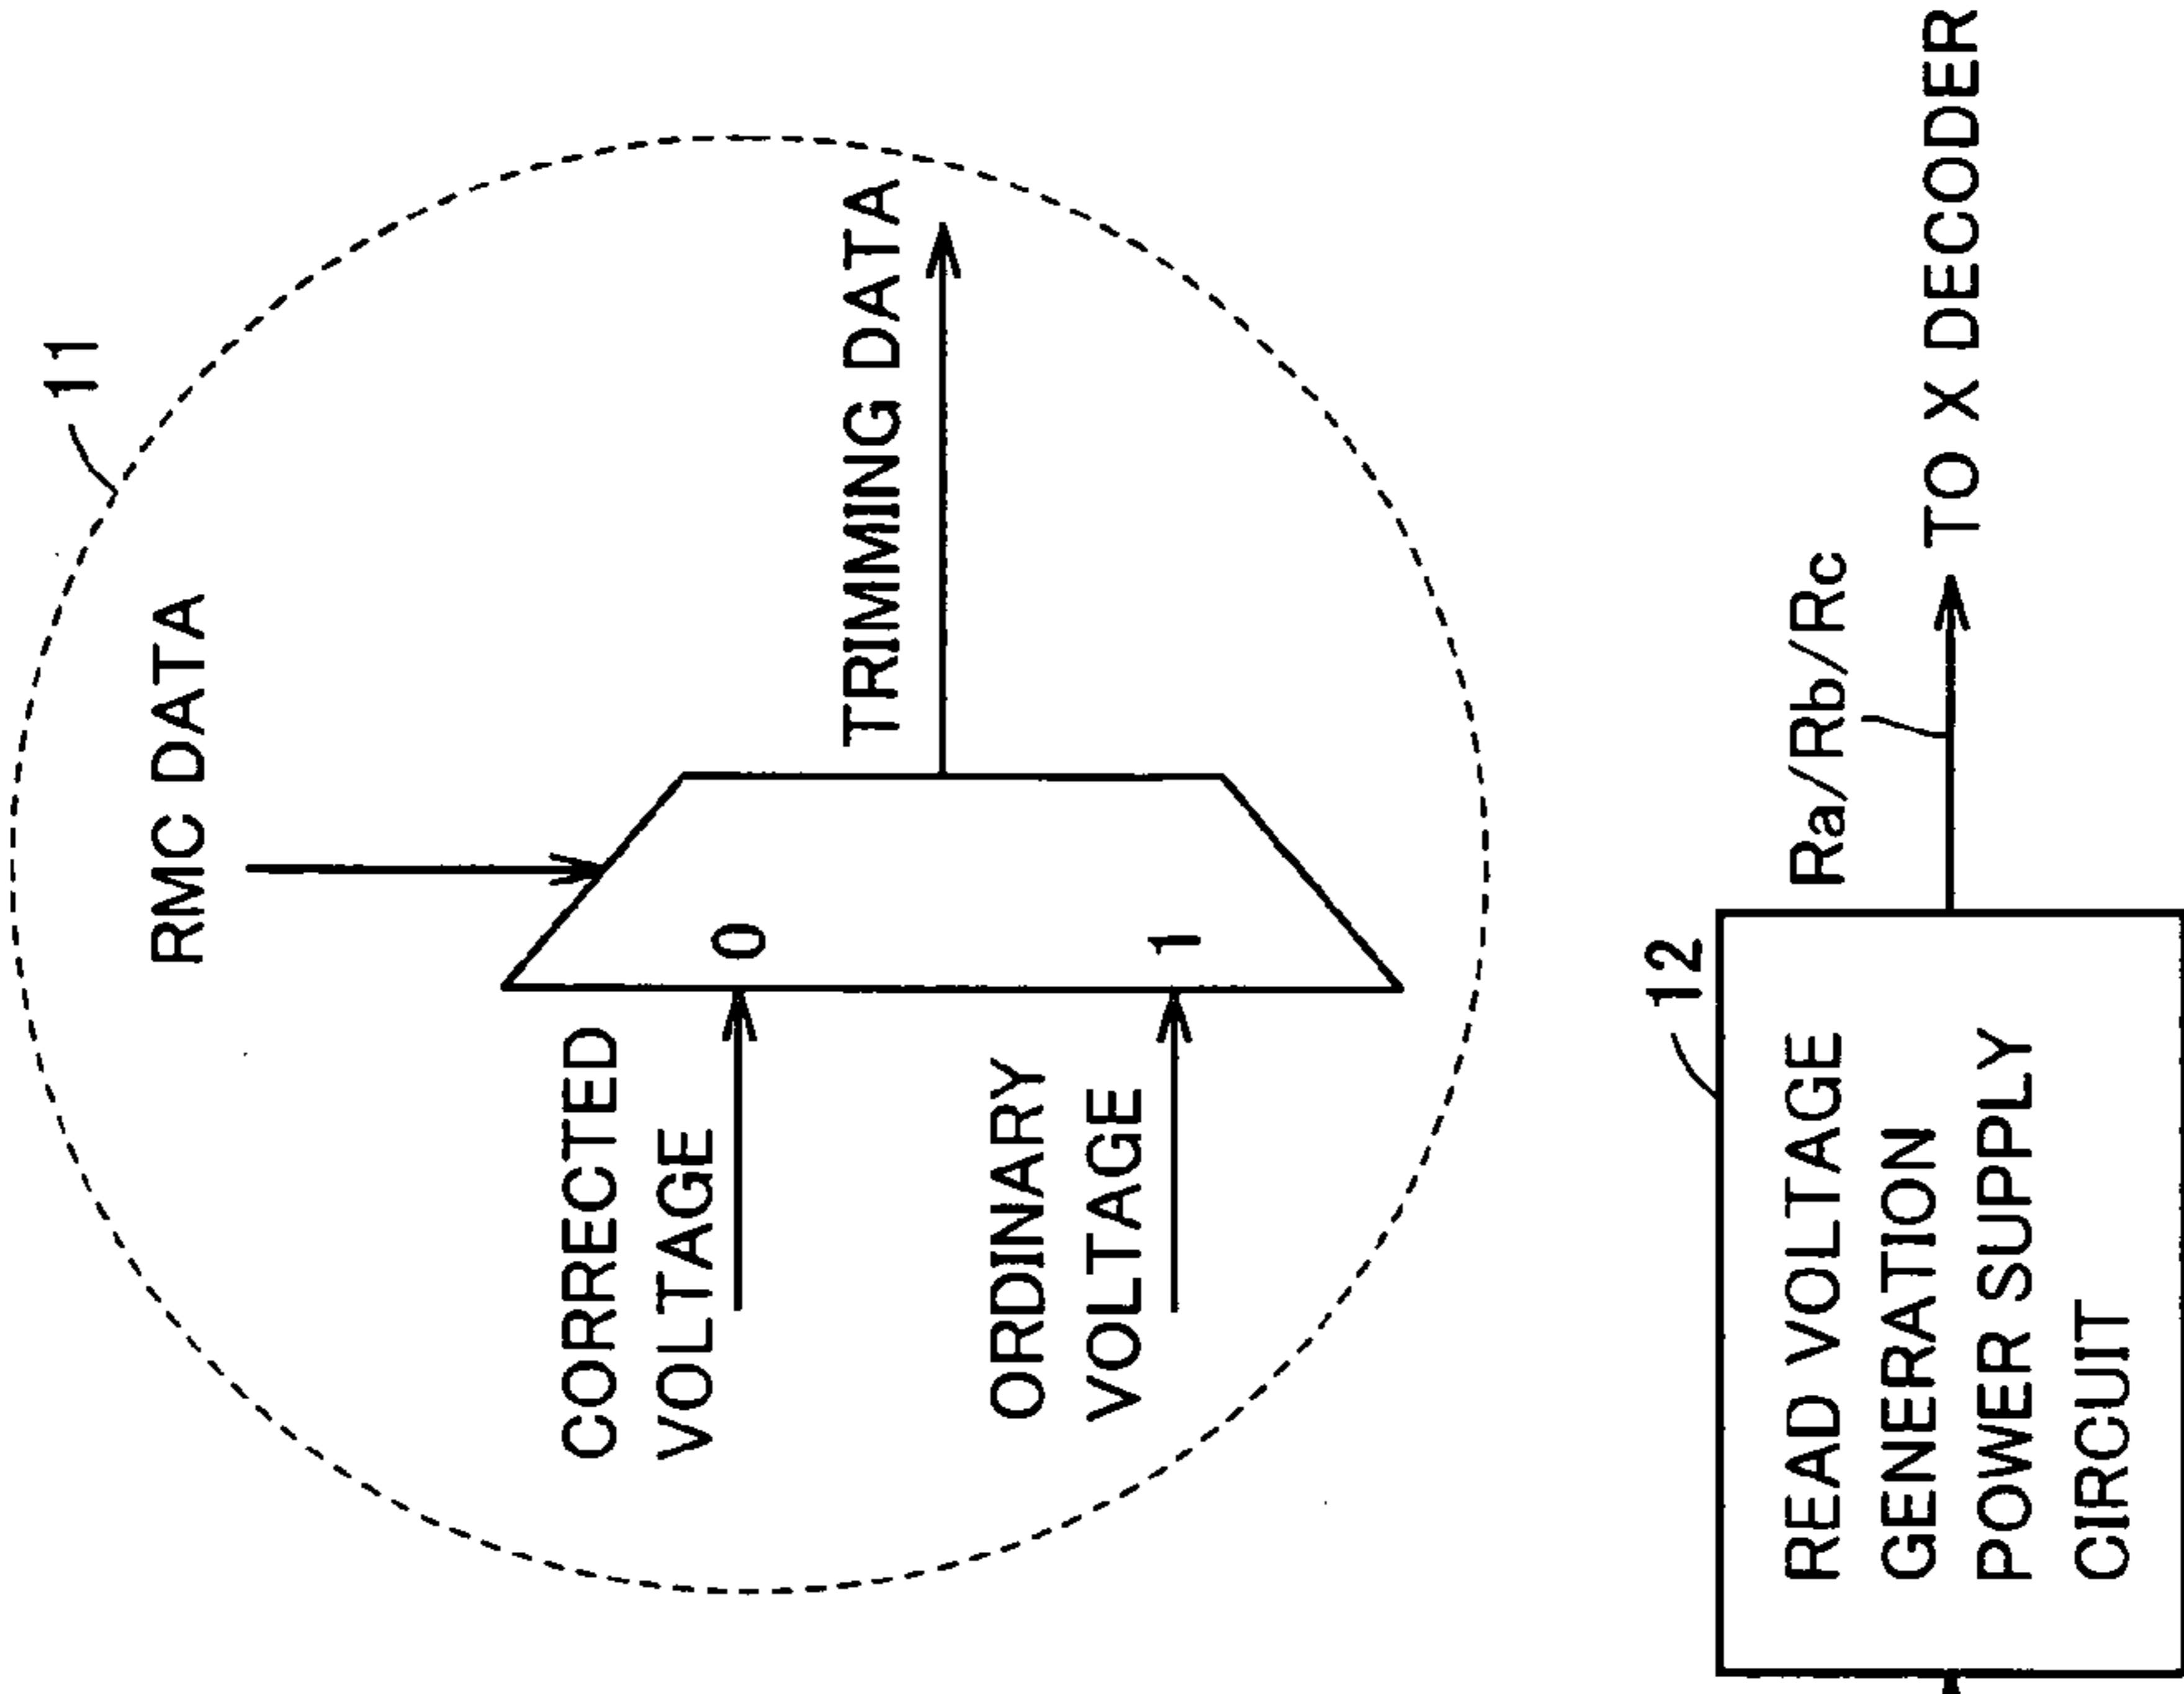 11
RMC DATA
CORRECTED
VOLTAGE
0
TRIMMING DATA
ORDINARY
VOLTAGE
1
12
READ VOLTAGE
GENERATION
POWER SUPPLY
CIRCUIT
Ra/Rb/Rc
TO X DECODER